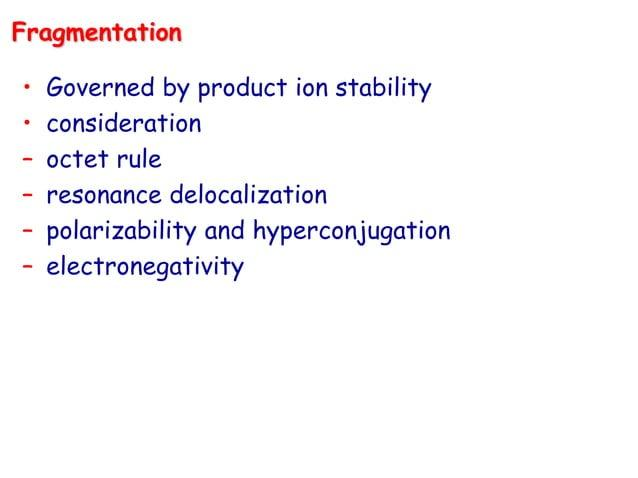 Fragmentation
• Governed by product ion stability
• consideration
– octet rule
– resonance delocalization
– polarizability and hyperconjugation
– electronegativity